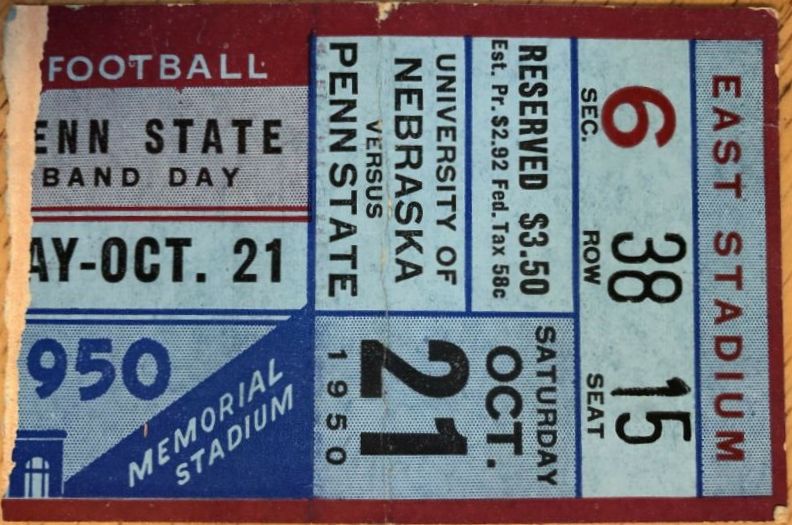 FOOTBALL
ENN STATE
BAND DAY
AY-OCT. 21
950
MEMORIAL
STADIUM
EAST STADIUM
SEC. 6 ROW 38 SEAT 15
RESERVED $3.50
Est. Pr. $2.92 Fed. Tax 58c
UNIVERSITY OF
NEBRASKA
VERSUS
PENN STATE
SATURDAY
OCT.
21
1950